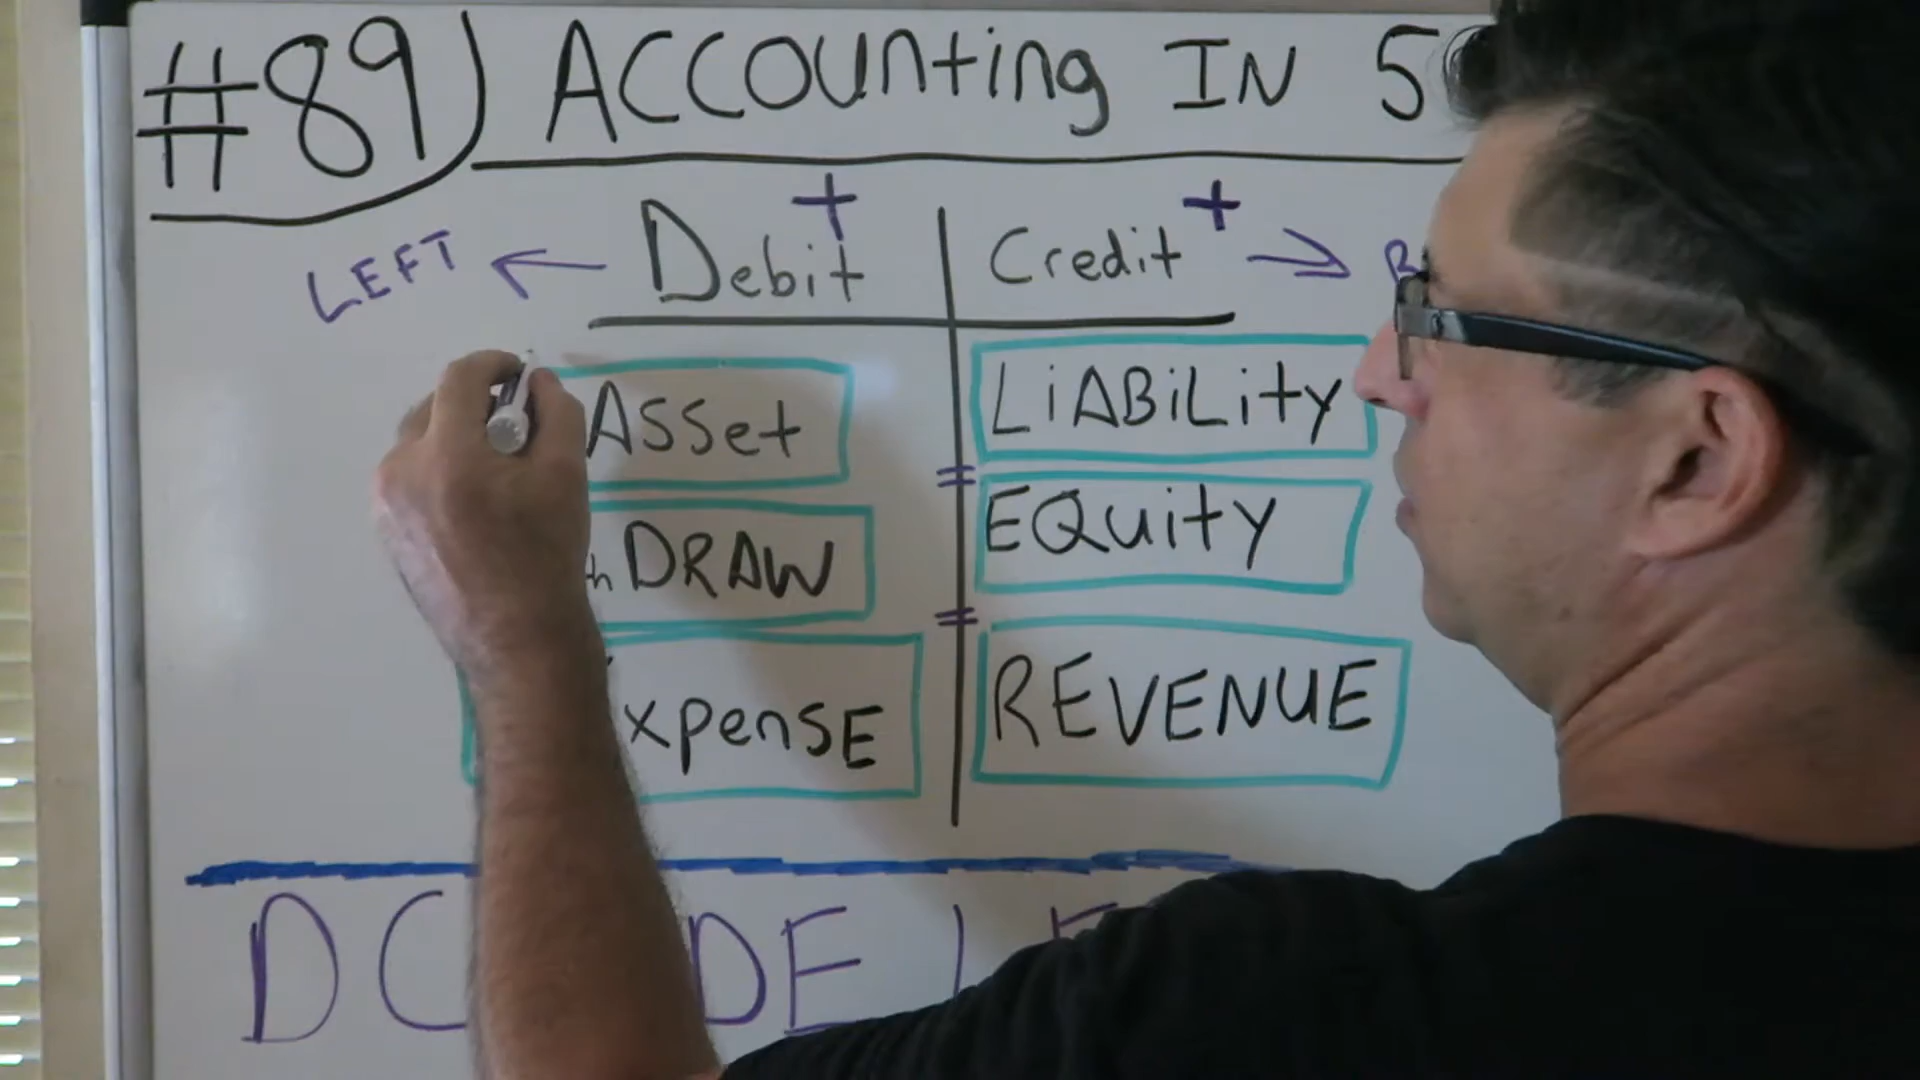 #89) ACCOunting IN 5
+ +
LEFT ← Debit Credit →
Asset LiABiLity
= 
DRAW EQuity
=
xpensE REVENUE
DC DE L